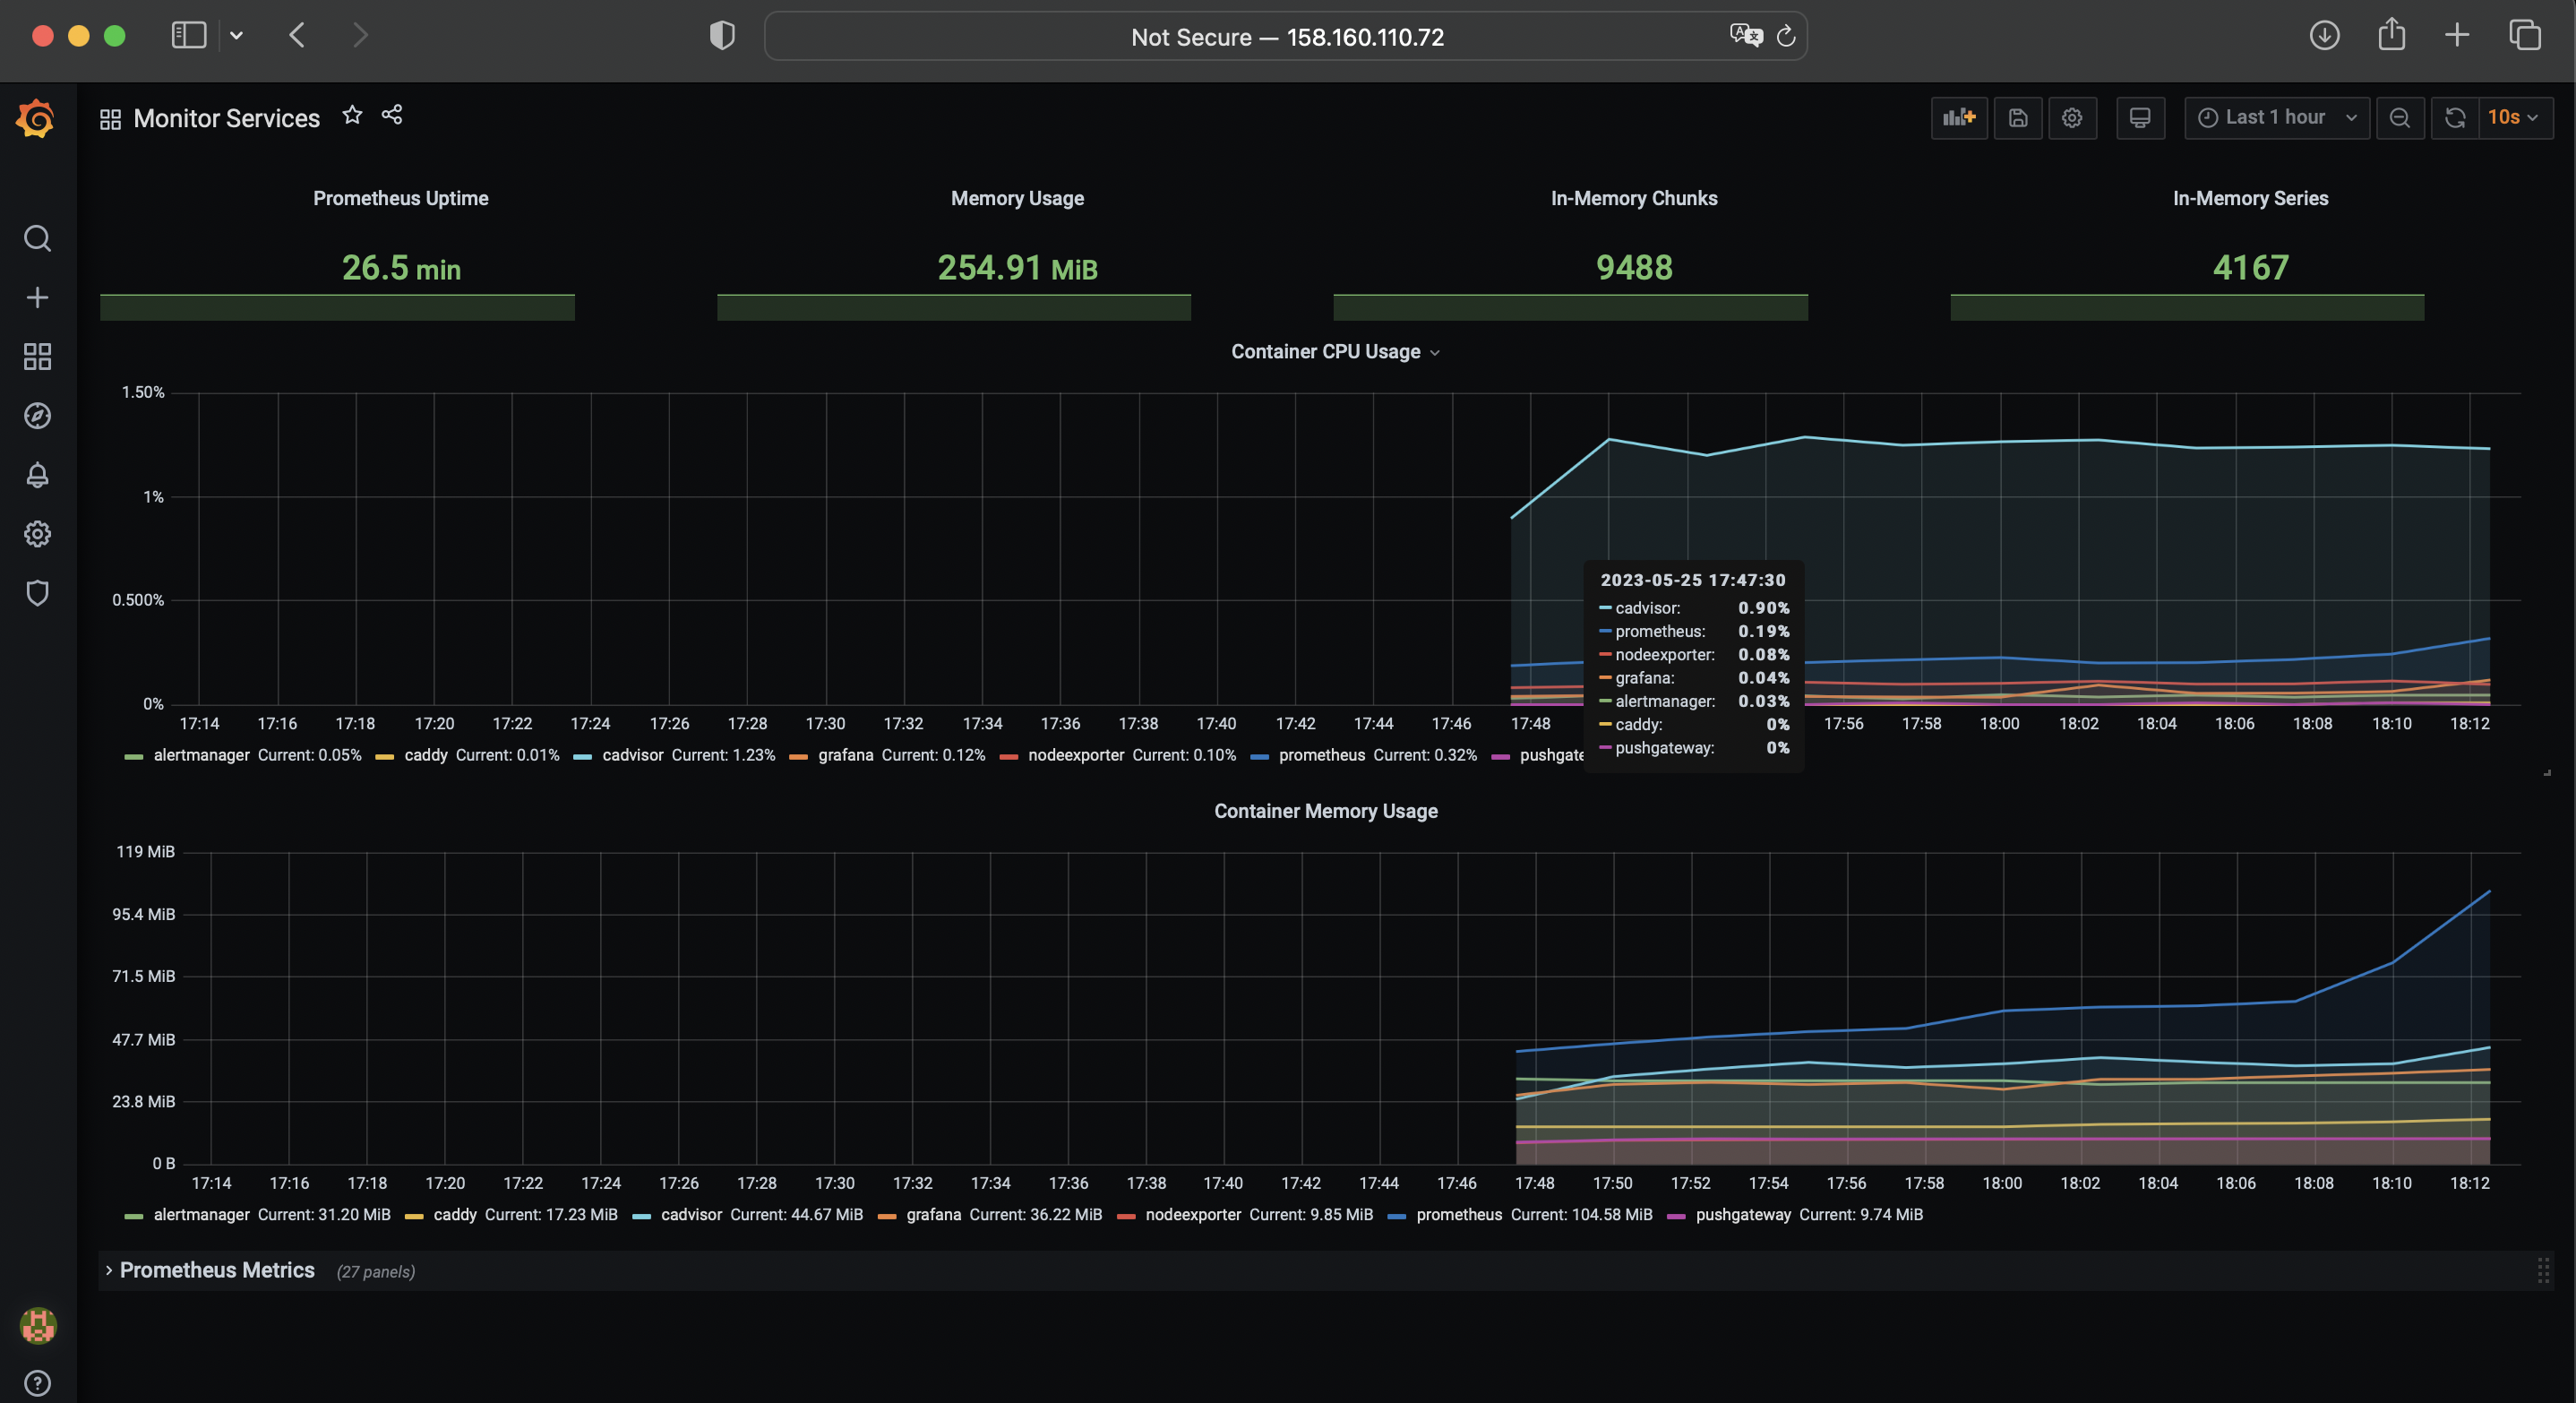 Not Secure — 158.160.110.72
Monitor Services
Last 1 hour
10s
Prometheus Uptime
Memory Usage
In-Memory Chunks
In-Memory Series
26.5 min
254.91 MiB
9488
4167
Container CPU Usage
1.50%
1%
0.500%
0%
17:14 17:16 17:18 17:20 17:22 17:24 17:26 17:28 17:30 17:32 17:34 17:36 17:38 17:40 17:42 17:44 17:46 17:48 17:56 17:58 18:00 18:02 18:04 18:06 18:08 18:10 18:12
2023-05-25 17:47:30
cadvisor: 0.90%
prometheus: 0.19%
nodeexporter: 0.08%
grafana: 0.04%
alertmanager: 0.03%
caddy: 0%
pushgateway: 0%
alertmanager Current: 0.05% caddy Current: 0.01% cadvisor Current: 1.23% grafana Current: 0.12% nodeexporter Current: 0.10% prometheus Current: 0.32% pushgate
Container Memory Usage
119 MiB
95.4 MiB
71.5 MiB
47.7 MiB
23.8 MiB
0 B
17:14 17:16 17:18 17:20 17:22 17:24 17:26 17:28 17:30 17:32 17:34 17:36 17:38 17:40 17:42 17:44 17:46 17:48 17:50 17:52 17:54 17:56 17:58 18:00 18:02 18:04 18:06 18:08 18:10 18:12
alertmanager Current: 31.20 MiB caddy Current: 17.23 MiB cadvisor Current: 44.67 MiB grafana Current: 36.22 MiB nodeexporter Current: 9.85 MiB prometheus Current: 104.58 MiB pushgateway Current: 9.74 MiB
Prometheus Metrics (27 panels)